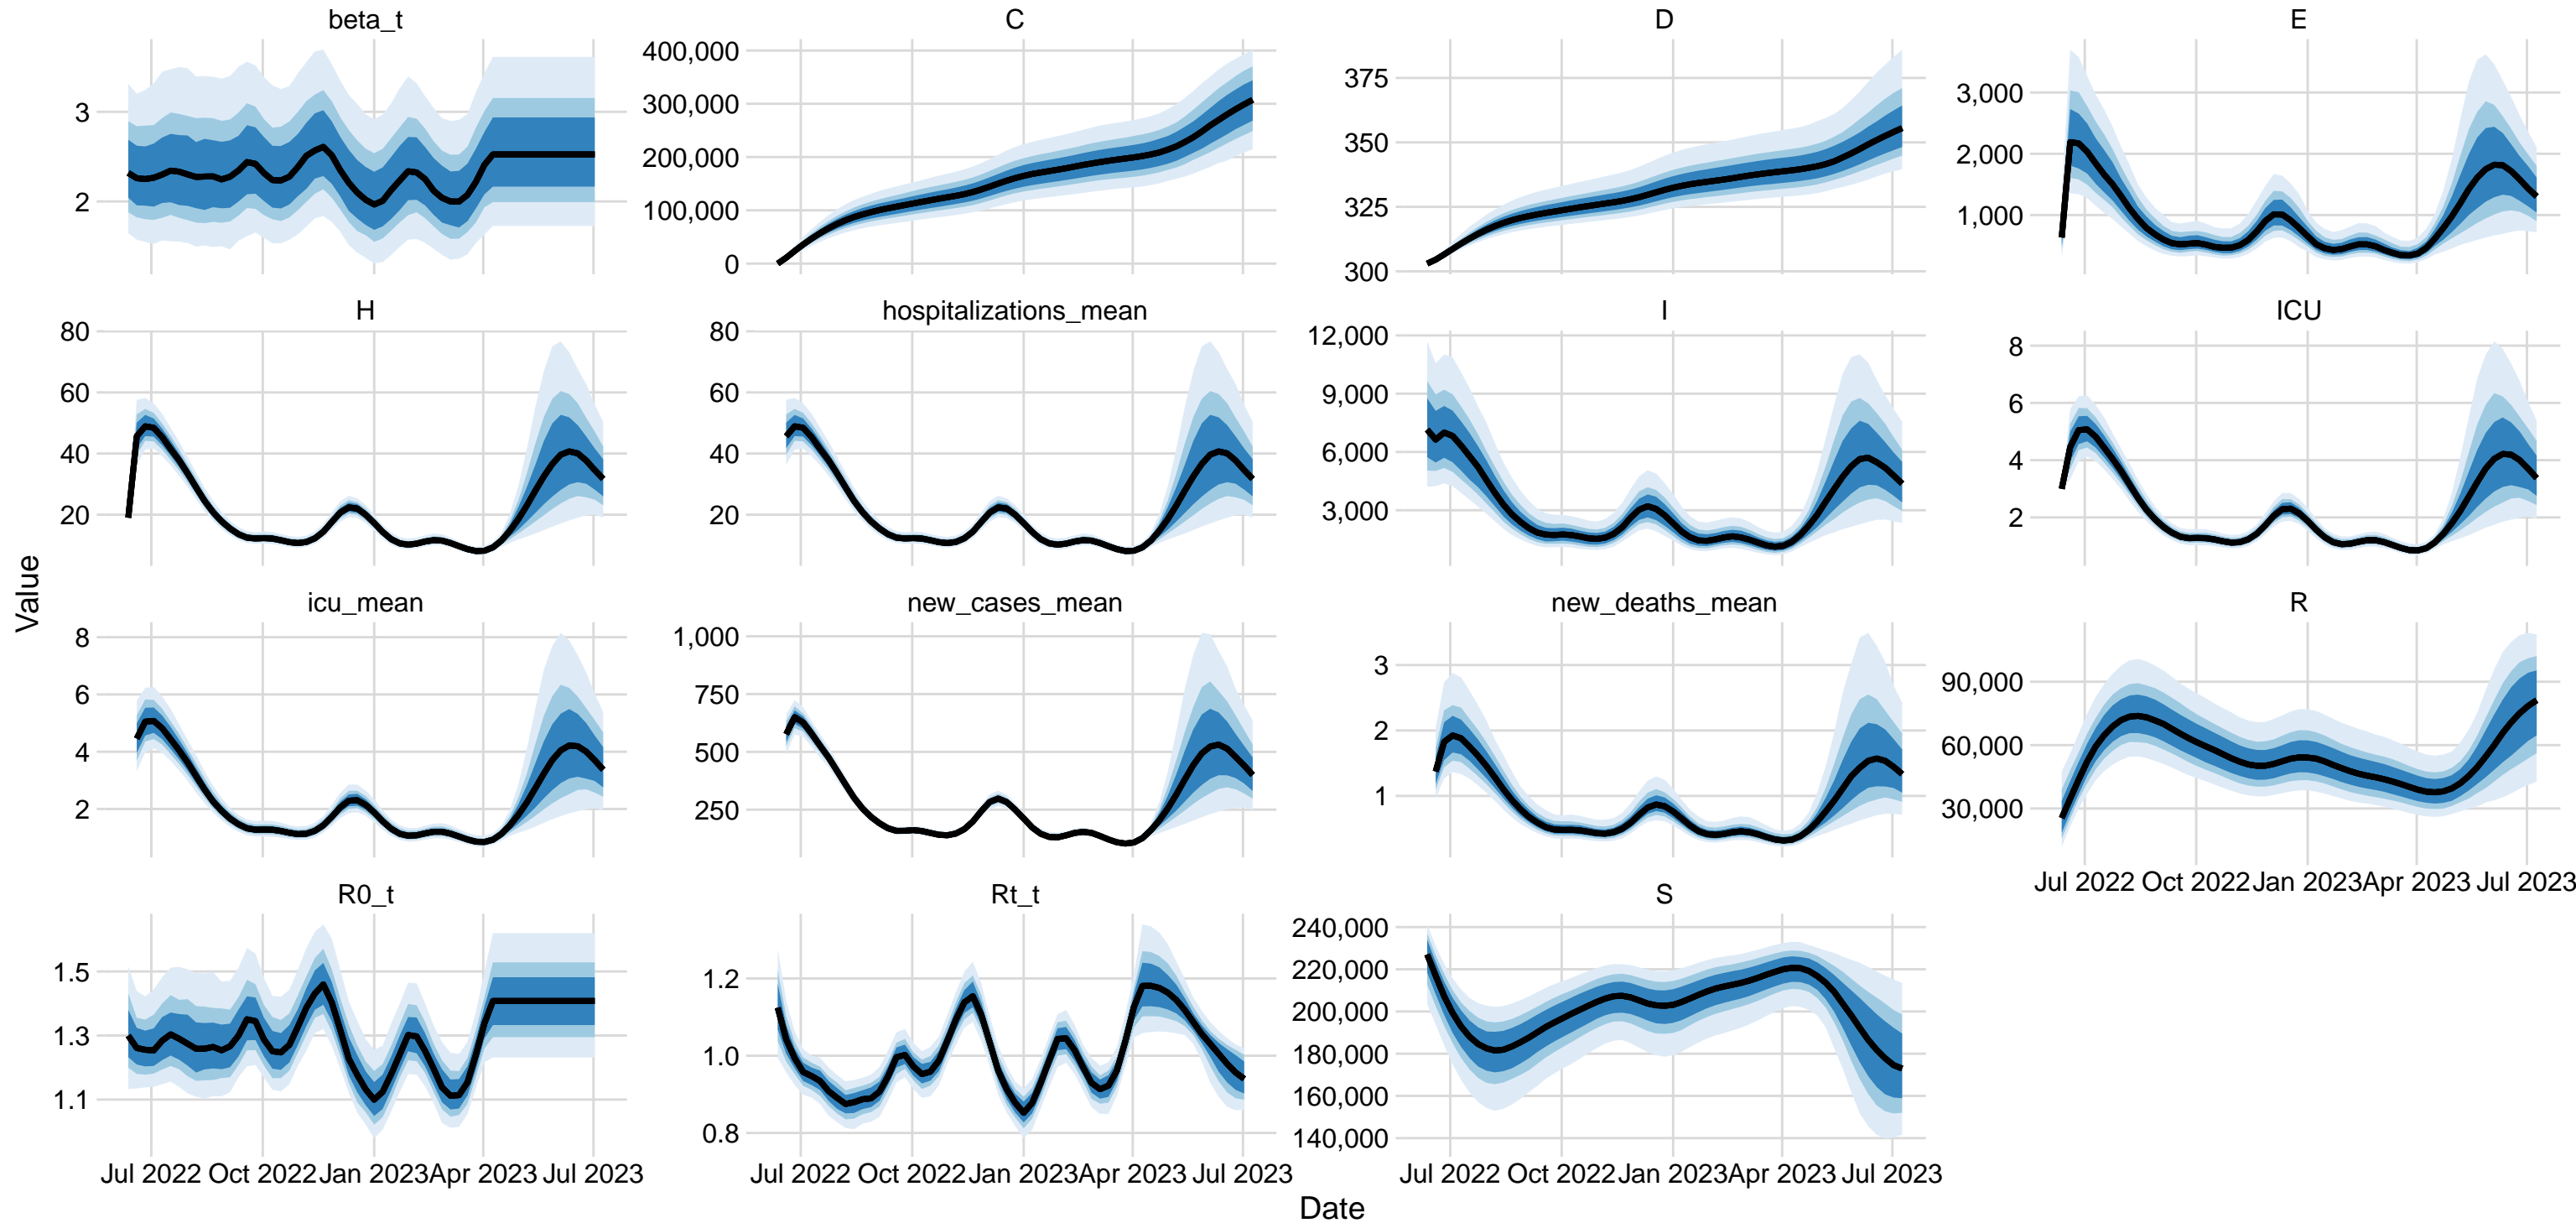 beta_t
C
D
E
3
2
400,000
300,000
200,000
100,000
0
375
350
325
300
3,000
2,000
1,000
H
hospitalizations_mean
I
ICU
80
60
40
20
80
60
40
20
12,000
9,000
6,000
3,000
8
6
4
2
Value
icu_mean
new_cases_mean
new_deaths_mean
R
8
6
4
2
1,000
750
500
250
3
2
1
90,000
60,000
30,000
Jul 2022 Oct 2022 Jan 2023 Apr 2023 Jul 2023
R0_t
Rt_t
S
1.5
1.3
1.1
1.2
1.0
0.8
240,000
220,000
200,000
180,000
160,000
140,000
Jul 2022 Oct 2022 Jan 2023 Apr 2023 Jul 2023
Jul 2022 Oct 2022 Jan 2023 Apr 2023 Jul 2023
Jul 2022 Oct 2022 Jan 2023 Apr 2023 Jul 2023
Date